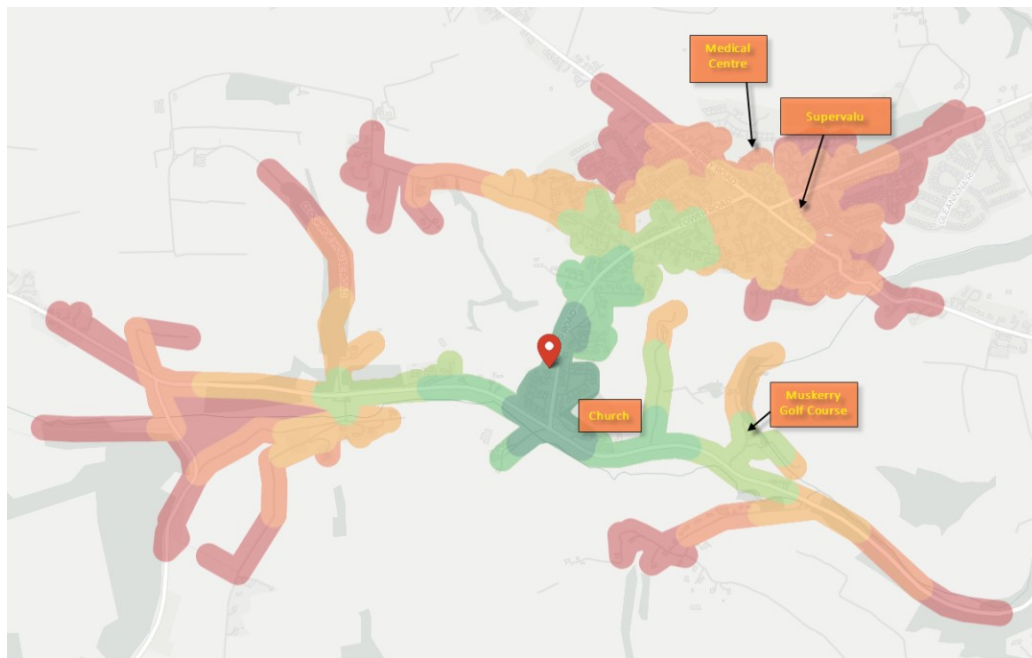 Medical
Centre
Supervalu
Church
Muskerry
Golf Course